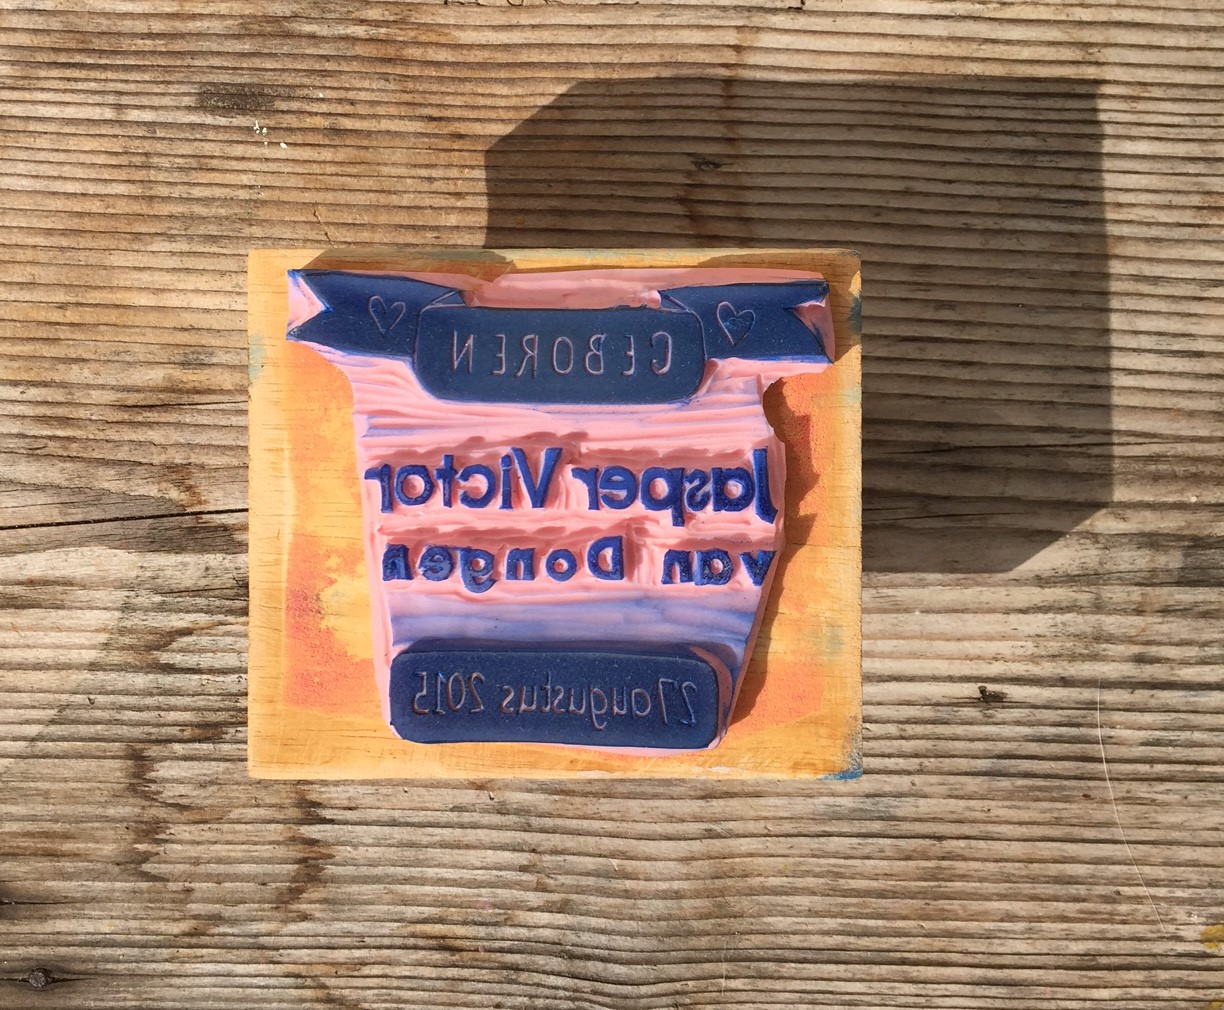 GEBOREN
Jasper Victor
van Dongen
27 augustus 2015